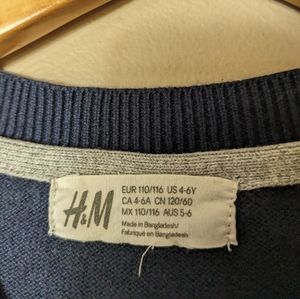 H&M
EUR 110/116 US 4-6Y
CA 4-6A CN 120/60
MX 110/116 AUS 5-6
Made in Bangladesh/
Fabriqué en Bangladesh